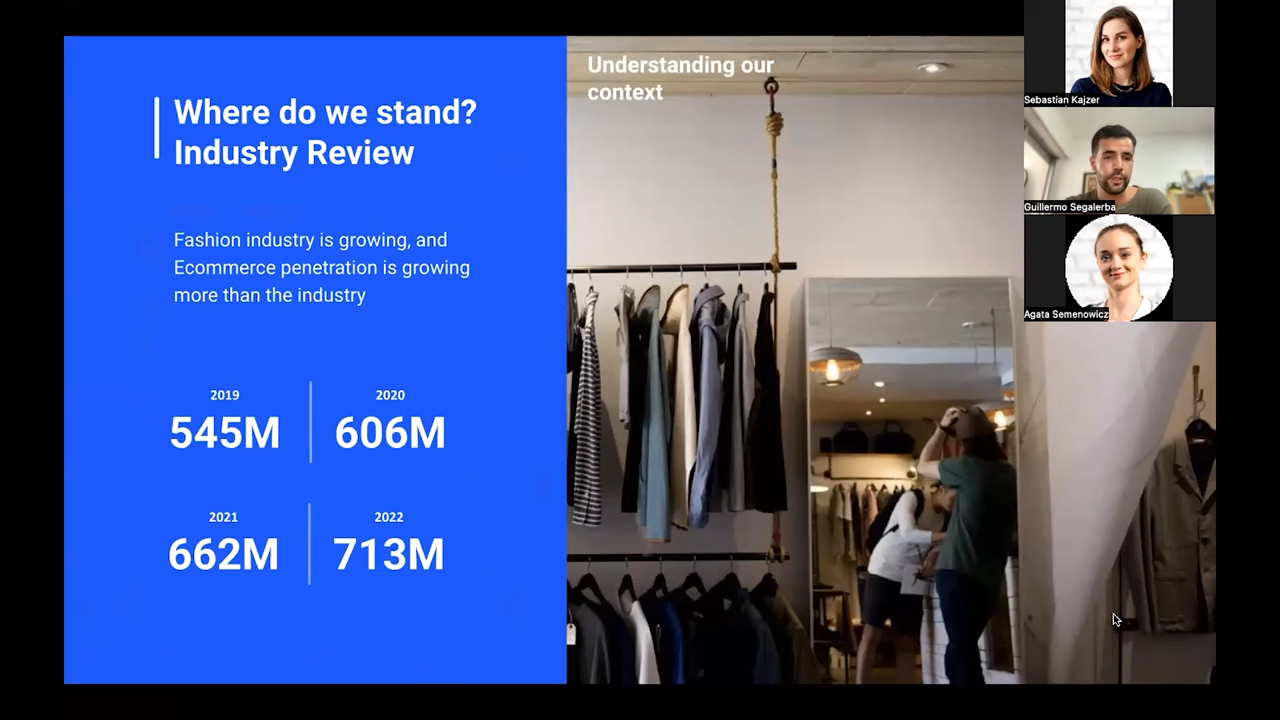 Where do we stand?
Industry Review
Fashion industry is growing, and
Ecommerce penetration is growing
more than the industry
2019
545M
2020
606M
2021
662M
2022
713M
Understanding our
context
Sebastian Kajzer
Guillermo Segalerba
Agata Semenowicz